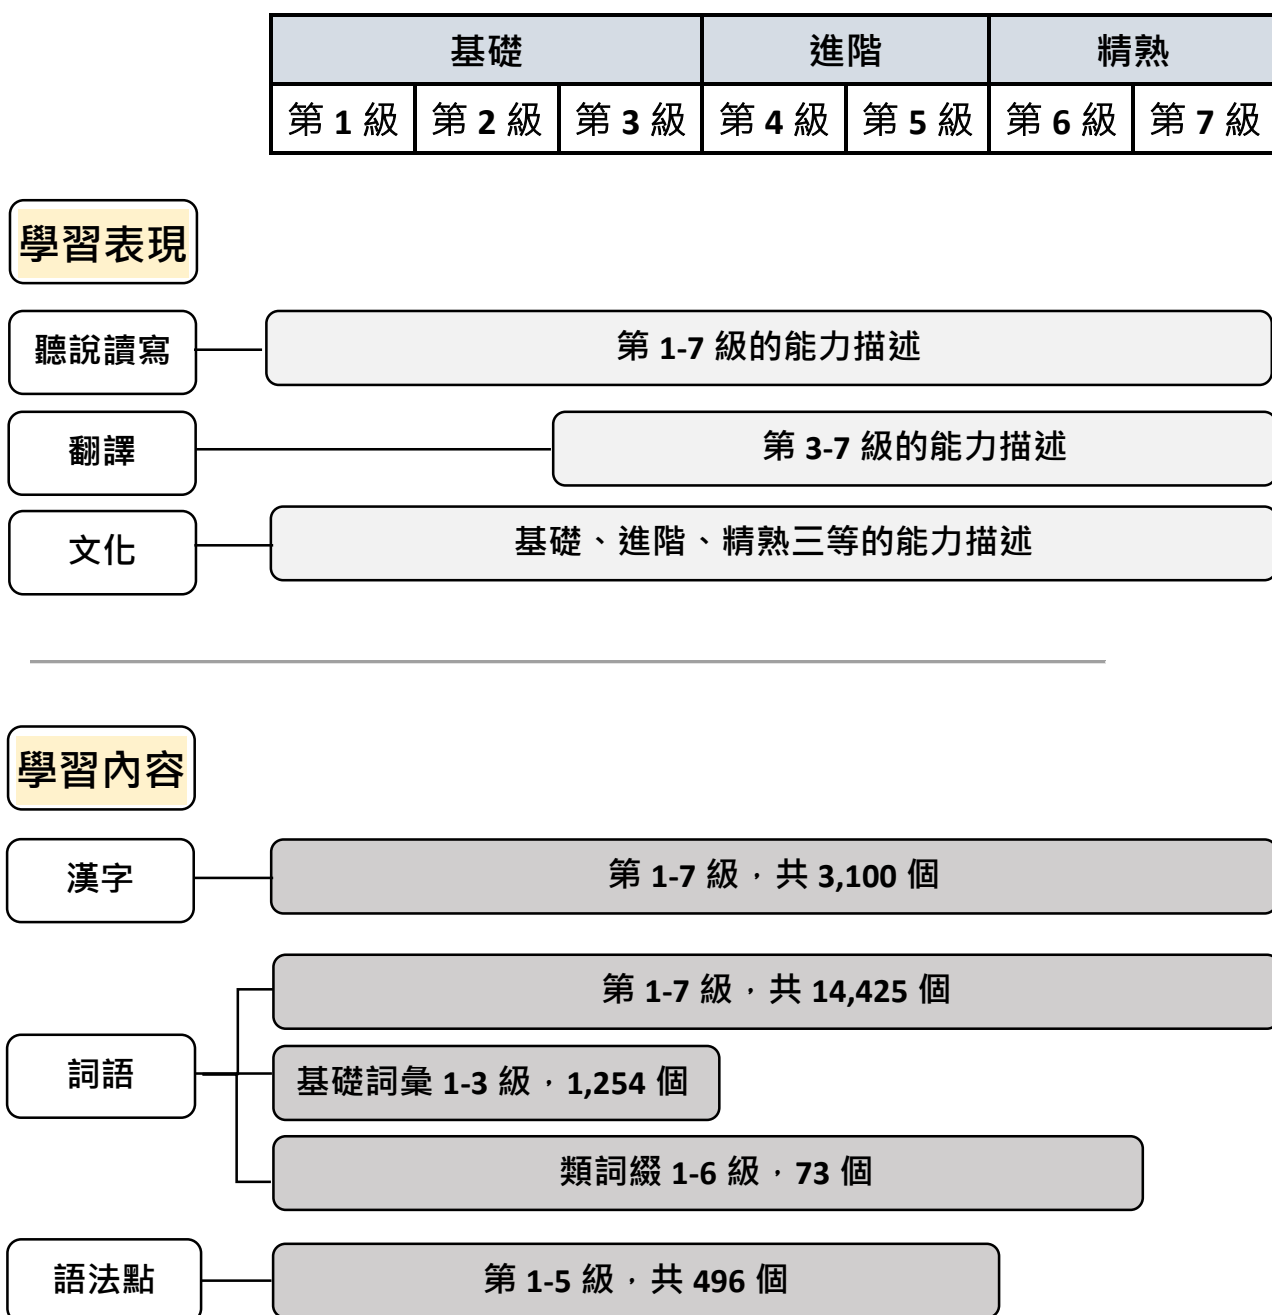 基礎 進階 精熟
第 1 級 第 2 級 第 3 級 第 4 級 第 5 級 第 6 級 第 7 級
學習表現
聽說讀寫 第 1-7 級的能力描述
翻譯 第 3-7 級的能力描述
文化 基礎、進階、精熟三等的能力描述
學習內容
漢字 第 1-7 級，共 3,100 個
第 1-7 級，共 14,425 個
詞語 基礎詞彙 1-3 級，1,254 個
類詞綴 1-6 級，73 個
語法點 第 1-5 級，共 496 個